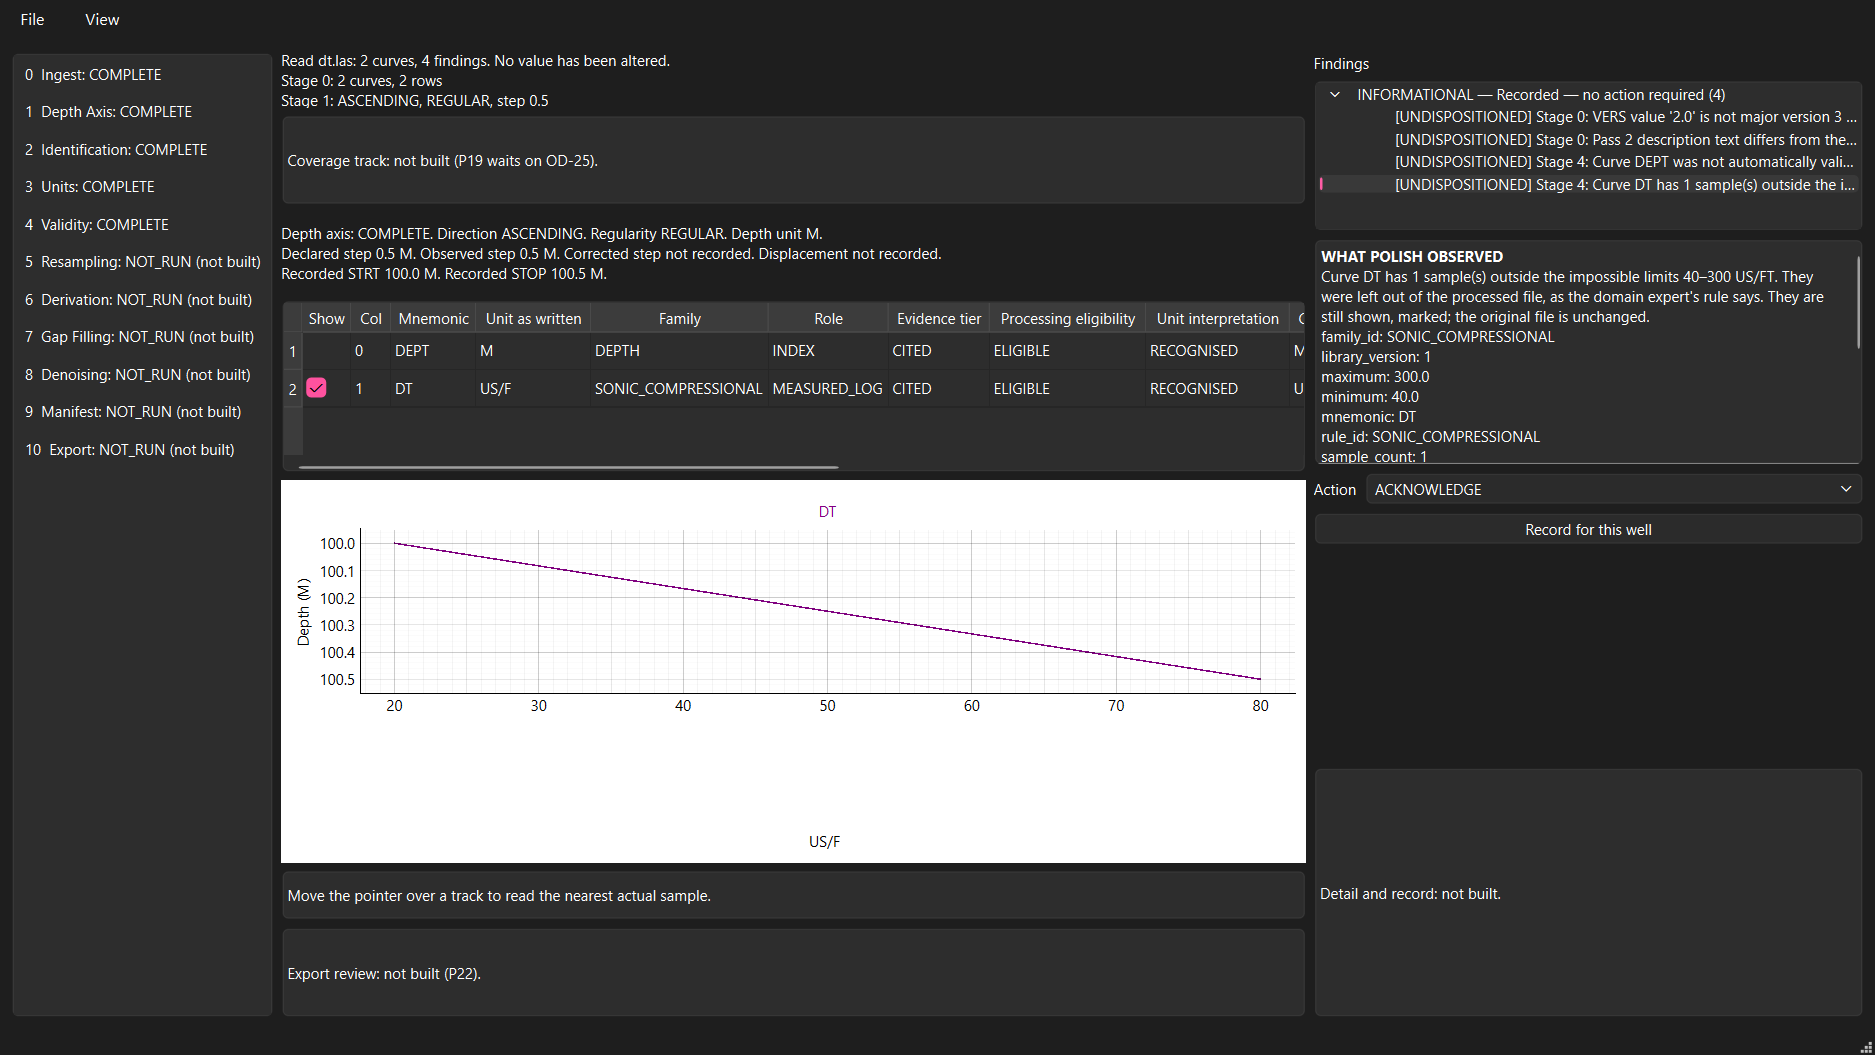 File View
0 Ingest: COMPLETE
1 Depth Axis: COMPLETE
2 Identification: COMPLETE
3 Units: COMPLETE
4 Validity: COMPLETE
5 Resampling: NOT_RUN (not built)
6 Derivation: NOT_RUN (not built)
7 Gap Filling: NOT_RUN (not built)
8 Denoising: NOT_RUN (not built)
9 Manifest: NOT_RUN (not built)
10 Export: NOT_RUN (not built)
Read dt.las: 2 curves, 4 findings. No value has been altered.
Stage 0: 2 curves, 2 rows
Stage 1: ASCENDING, REGULAR, step 0.5
Coverage track: not built (P19 waits on OD-25).
Depth axis: COMPLETE. Direction ASCENDING. Regularity REGULAR. Depth unit M.
Declared step 0.5 M. Observed step 0.5 M. Corrected step not recorded. Displacement not recorded.
Recorded STRT 100.0 M. Recorded STOP 100.5 M.
Show Col Mnemonic Unit as written Family Role Evidence tier Processing eligibility Unit interpretation C
1 0 DEPT M DEPTH INDEX CITED ELIGIBLE RECOGNISED M
2 1 DT US/F SONIC_COMPRESSIONAL MEASURED_LOG CITED ELIGIBLE RECOGNISED U
DT
Depth (M)
100.0
100.1
100.2
100.3
100.4
100.5
20 30 40 50 60 70 80
US/F
Move the pointer over a track to read the nearest actual sample.
Export review: not built (P22).
Findings
INFORMATIONAL — Recorded — no action required (4)
[UNDISPOSITIONED] Stage 0: VERS value '2.0' is not major version 3 ...
[UNDISPOSITIONED] Stage 0: Pass 2 description text differs from the...
[UNDISPOSITIONED] Stage 4: Curve DEPT was not automatically vali...
[UNDISPOSITIONED] Stage 4: Curve DT has 1 sample(s) outside the i...
WHAT POLISH OBSERVED
Curve DT has 1 sample(s) outside the impossible limits 40–300 US/FT. They
were left out of the processed file, as the domain expert's rule says. They are
still shown, marked; the original file is unchanged.
family_id: SONIC_COMPRESSIONAL
library_version: 1
maximum: 300.0
minimum: 40.0
mnemonic: DT
rule_id: SONIC_COMPRESSIONAL
sample_count: 1
Action ACKNOWLEDGE
Record for this well
Detail and record: not built.